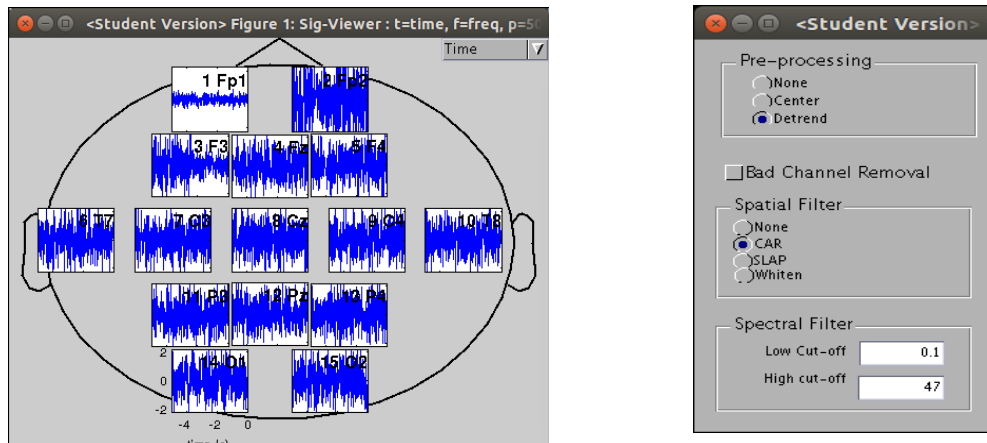 <Student Version> Figure 1: Sig-Viewer : t=time, f=freq, p=50
Time
1 Fp1
2 Fp2
3 F3
4 Fz
5 F4
6 T7
7 C3
8 Cz
9 C4
10 T8
11 P3
12 Pz
13 P4
14 O1
15 O2
2
0
-2
-4 -2 0
time (s)
<Student Version>
Pre-processing
None
Center
Detrend
Bad Channel Removal
Spatial Filter
None
CAR
SLAP
Whiten
Spectral Filter
Low Cut-off 0.1
High cut-off 47